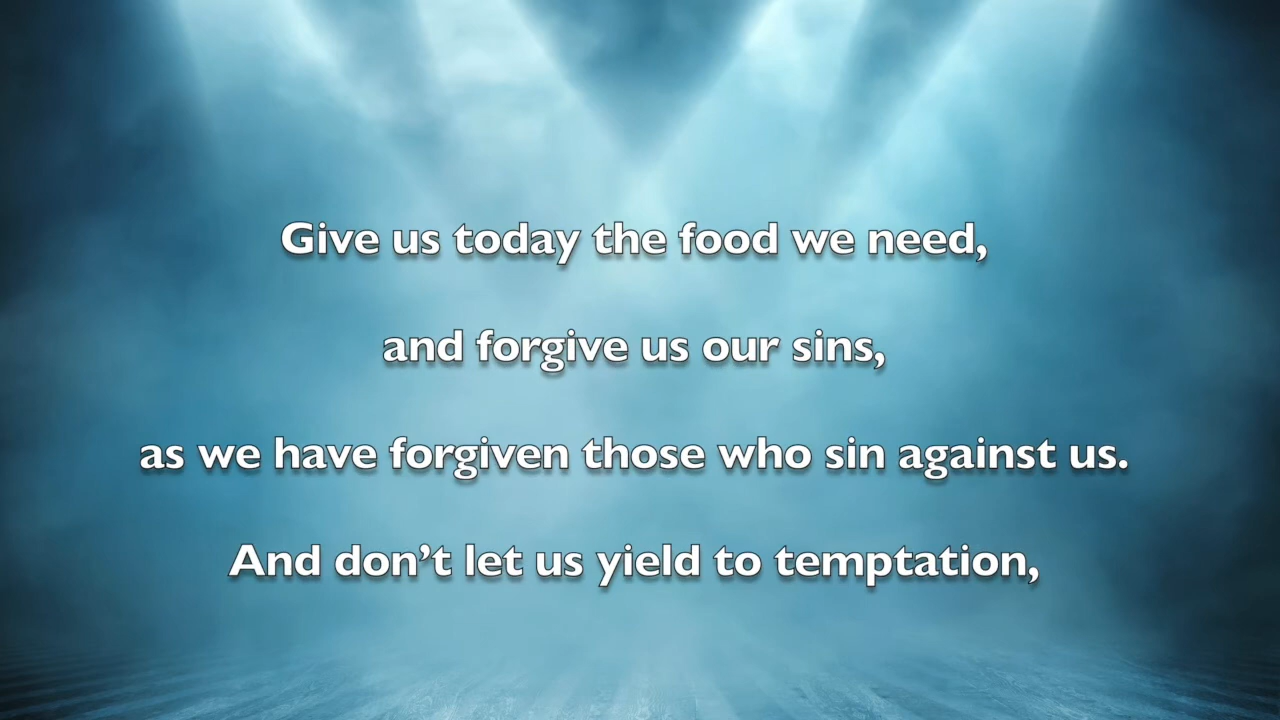 Give us today the food we need,
and forgive us our sins,
as we have forgiven those who sin against us.
And don’t let us yield to temptation,